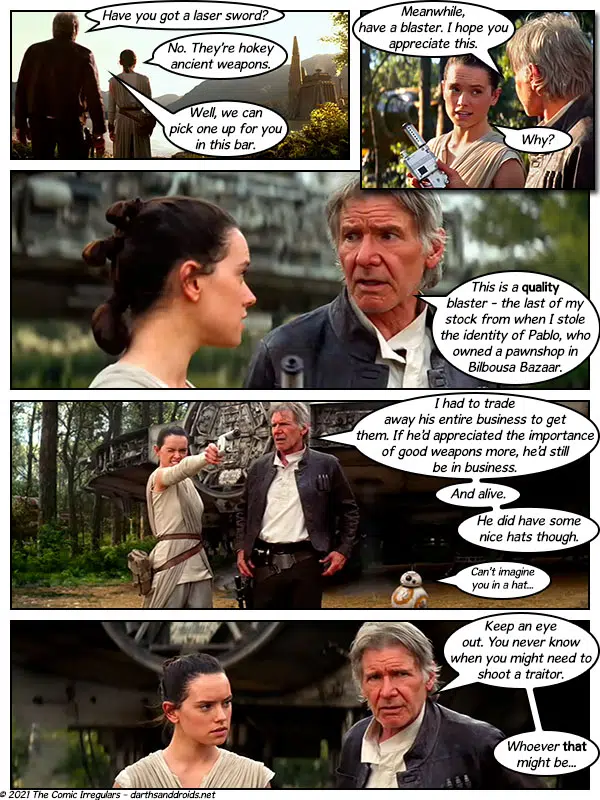 Have you got a laser sword?
No. They're hokey
ancient weapons.
Well, we can
pick one up for you
in this bar.
Meanwhile,
have a blaster. I hope you
appreciate this.
Why?
This is a quality
blaster – the last of my
stock from when I stole
the identity of Pablo, who
owned a pawnshop in
Bilbousa Bazaar.
I had to trade
away his entire business to get
them. If he'd appreciated the importance
of good weapons more, he'd still
be in business.
And alive.
He did have some
nice hats though.
Can't imagine
you in a hat...
Keep an eye
out. You never know
when you might need to
shoot a traitor.
Whoever that
might be...
© 2021 The Comic Irregulars – darthsanddroids.net